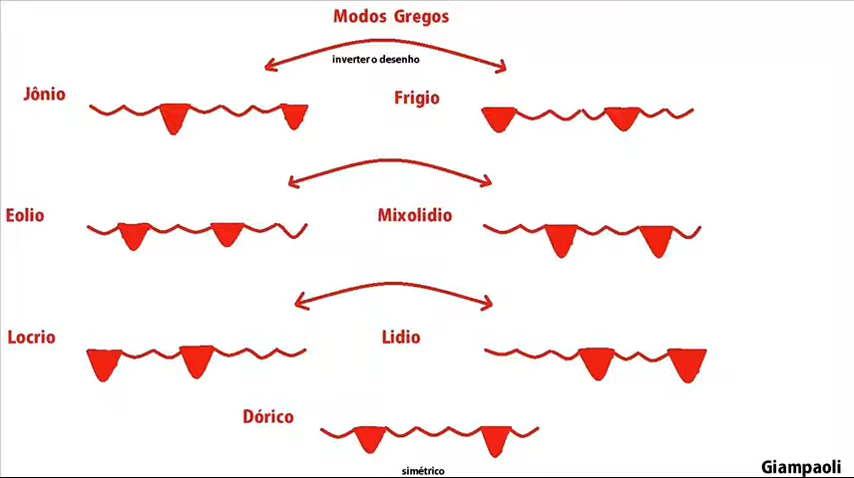 Modos Gregos
inverter o desenho
Jônio
Frigio
Eolio
Mixolidio
Locrio
Lidio
Dórico
simétrico
Giampaoli